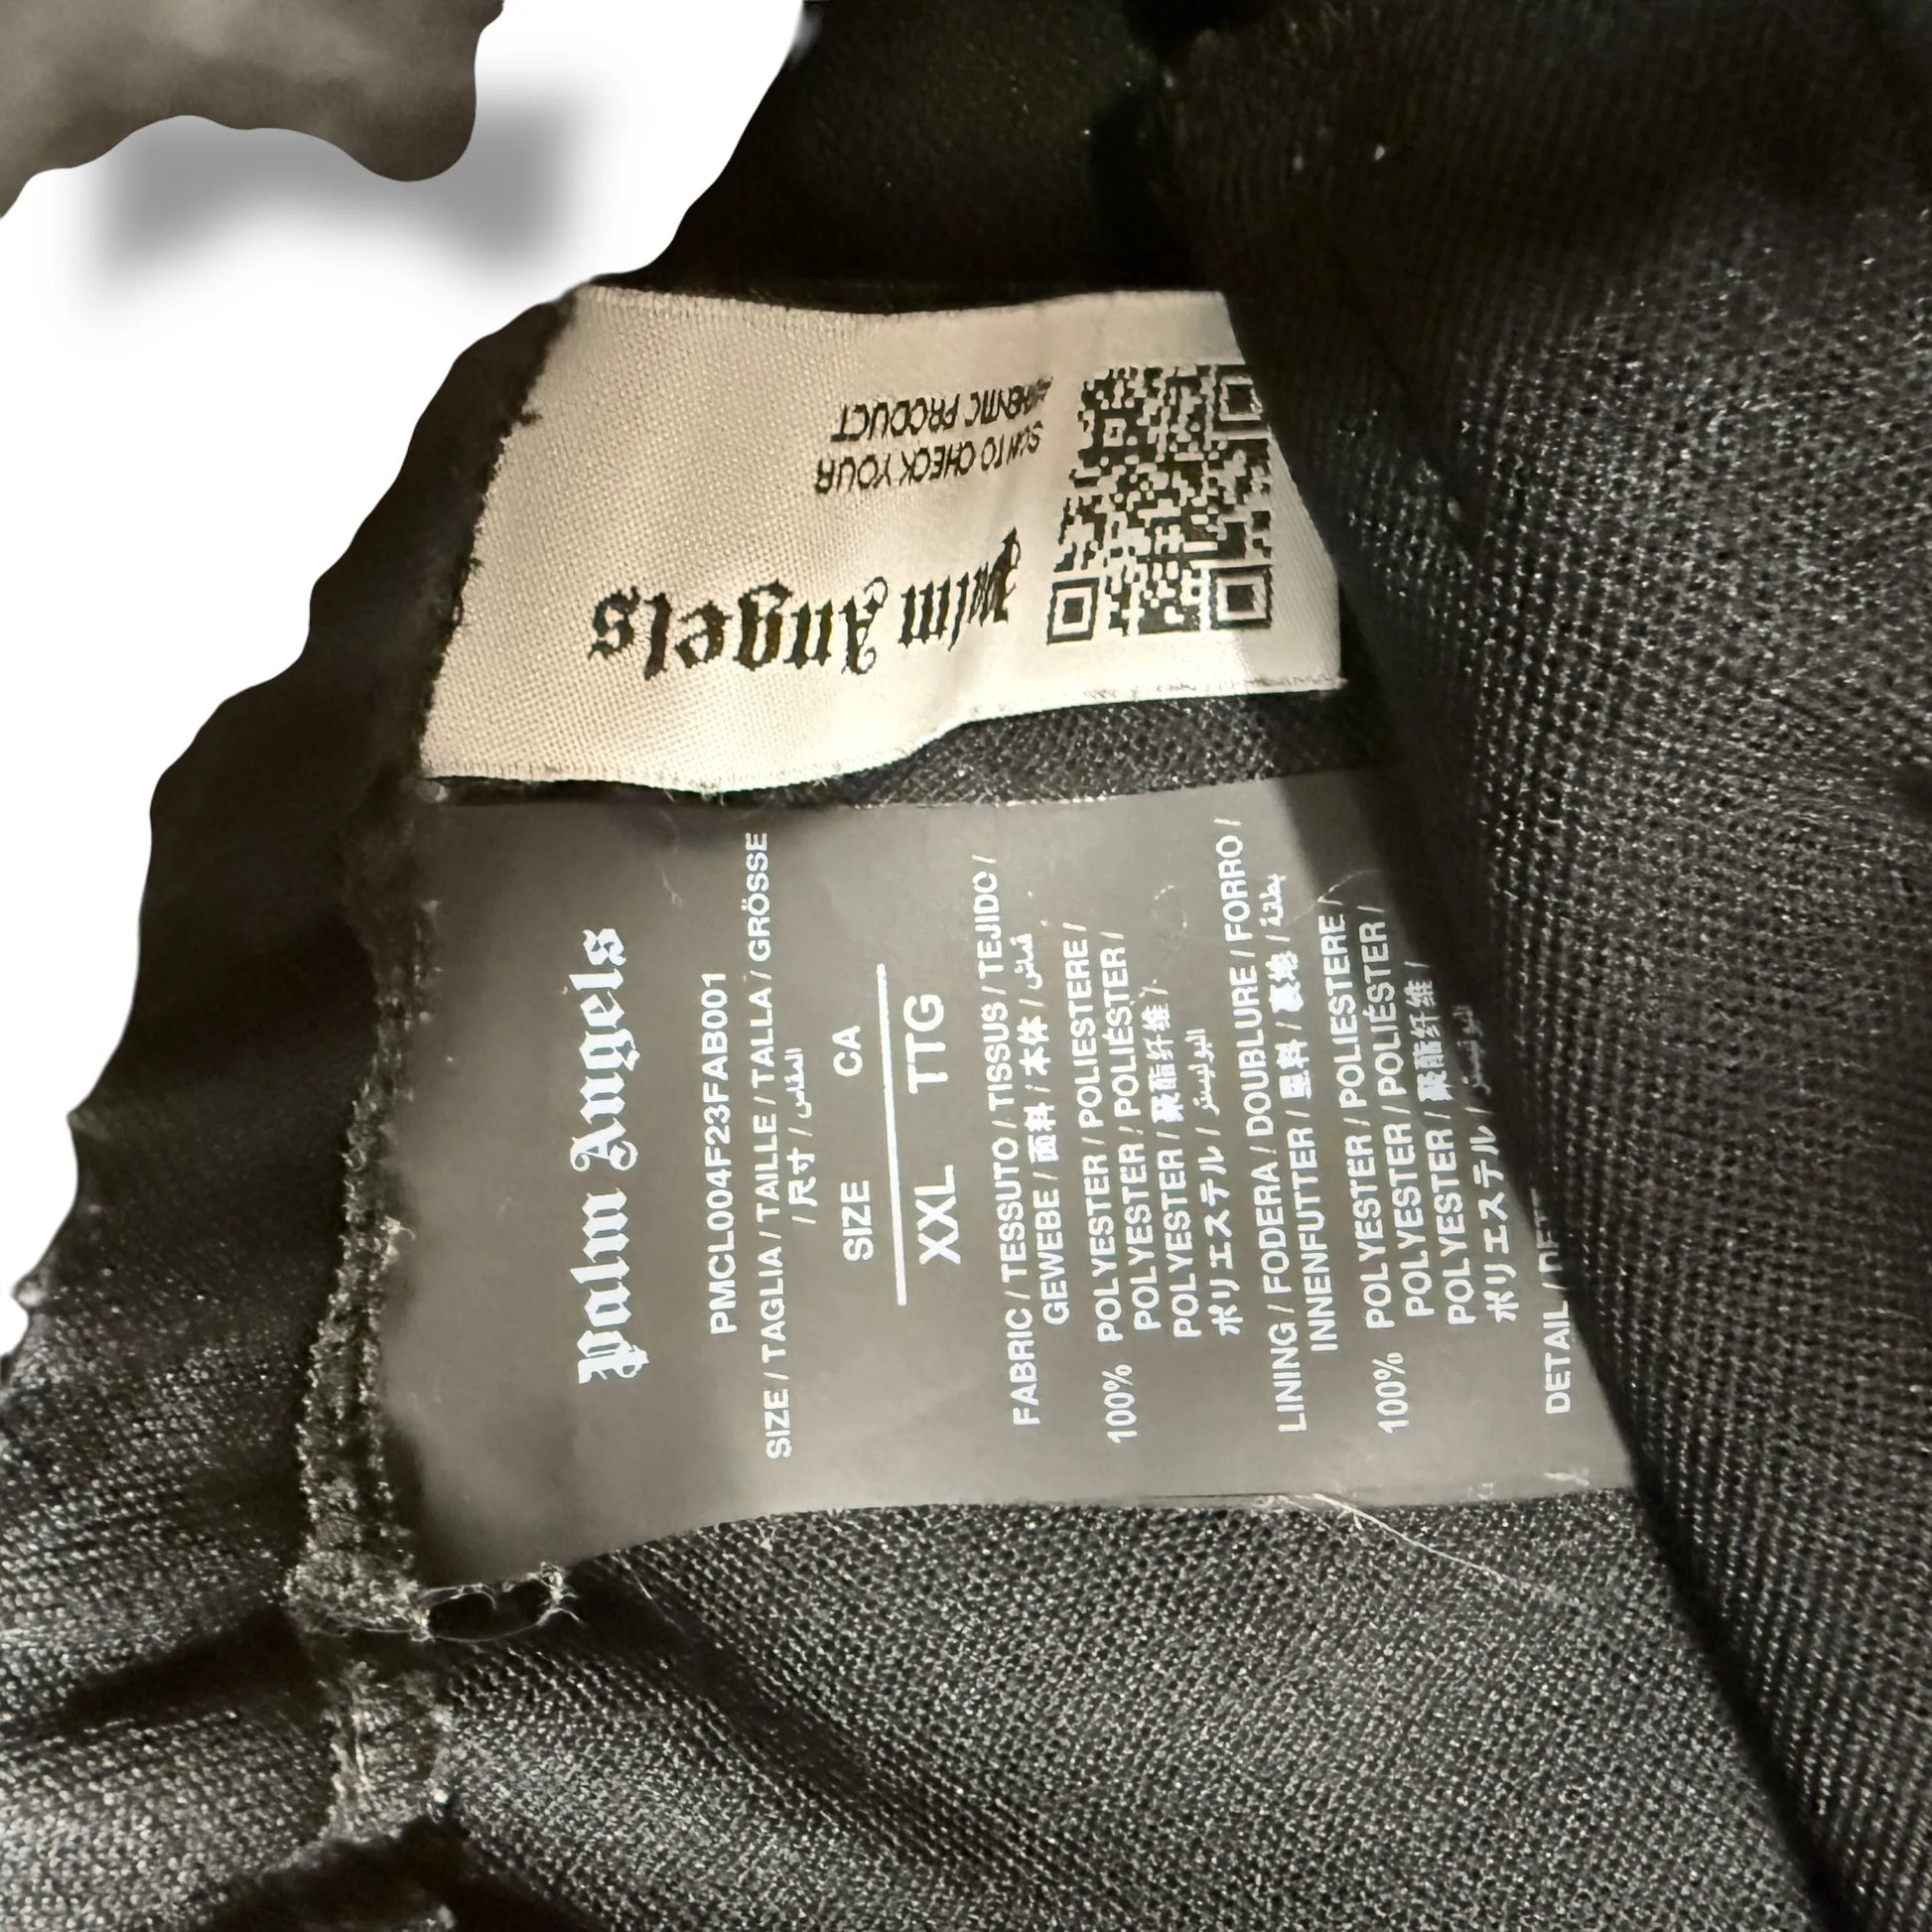 Palm Angels
SCAN TO CHECK YOUR
AUTHENTIC PRODUCT
Palm Angels
PMCL004F23FAB001
SIZE / TAGLIA / TAILLE / TALLA / GRÖSSE
/ 尺寸 / المقاس
SIZE CA
XXL TTG
FABRIC / TESSUTO / TISSUS / TEJIDO /
GEWEBE / 面料 / 本体 / قماش
100% POLYESTER / POLIESTERE /
POLYESTER / POLIÉSTER /
POLYESTER / 聚酯纤维 /
ポリエステル / البوليستر
LINING / FODERA / DOUBLURE / FORRO /
INNENFUTTER / 里料 / 裏地 / بطانة
100% POLYESTER / POLIESTERE /
POLYESTER / POLIÉSTER /
POLYESTER / 聚酯纤维 /
ポリエステル / البوليستر
DETAIL /